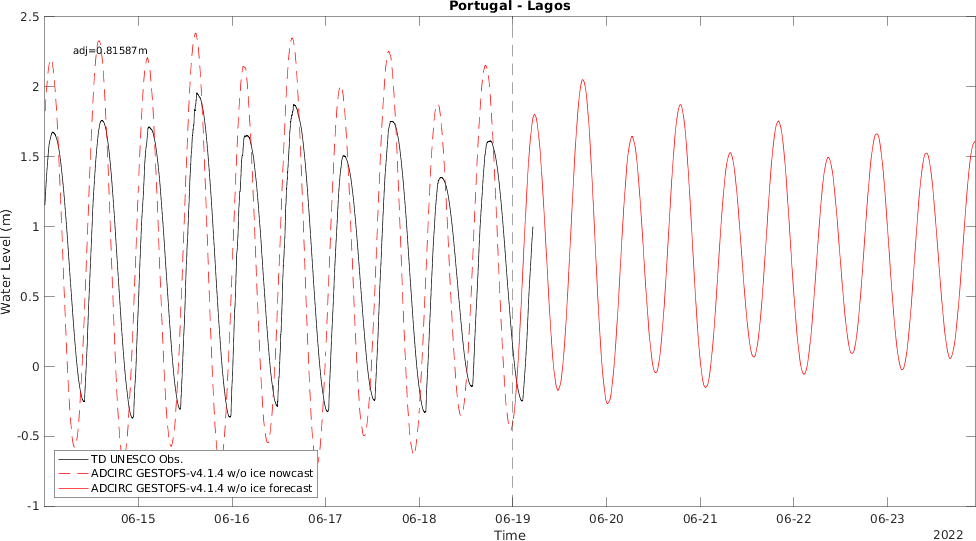 Portugal - Lagos
adj=0.81587m
2.5
2
1.5
1
0.5
0
-0.5
-1
Water Level (m)
TD UNESCO Obs.
ADCIRC GESTOFS-v4.1.4 w/o ice nowcast
ADCIRC GESTOFS-v4.1.4 w/o ice forecast
06-15 06-16 06-17 06-18 06-19 06-20 06-21 06-22 06-23
Time
2022